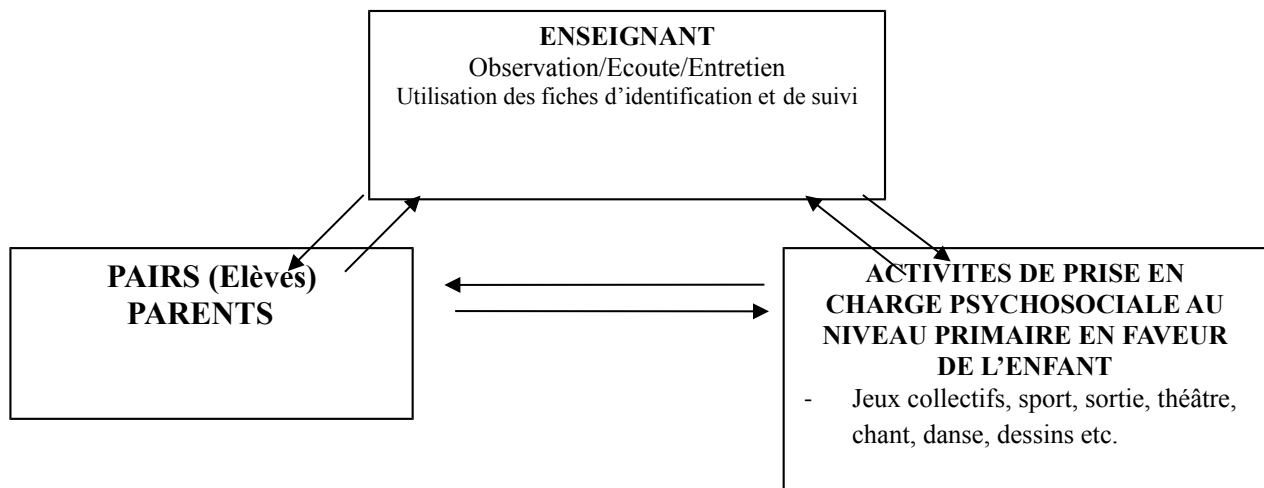 ENSEIGNANT
Observation/Ecoute/Entretien
Utilisation des fiches d’identification et de suivi
PAIRS (Elèves)
PARENTS
ACTIVITES DE PRISE EN
CHARGE PSYCHOSOCIALE AU
NIVEAU PRIMAIRE EN FAVEUR
DE L’ENFANT
- Jeux collectifs, sport, sortie, théâtre,
chant, danse, dessins etc.